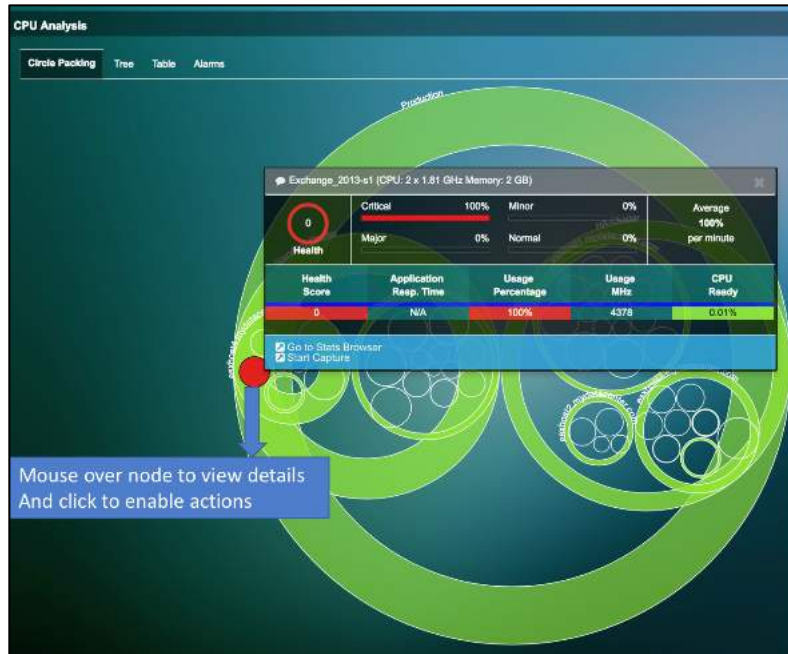 CPU Analysis
Circle Packing Tree Table Alarms
Production
Exchange_2013-s1 (CPU: 2 x 1.81 GHz Memory: 2 GB)
0
Health
Critical 100% Minor 0%
Major 0% Normal 0%
Average
100%
per minute
Health Score Application Resp. Time Usage Percentage Usage MHz CPU Ready
0 N/A 100% 4378 0.01%
Go to Stats Browser
Start Capture
Mouse over node to view details
And click to enable actions